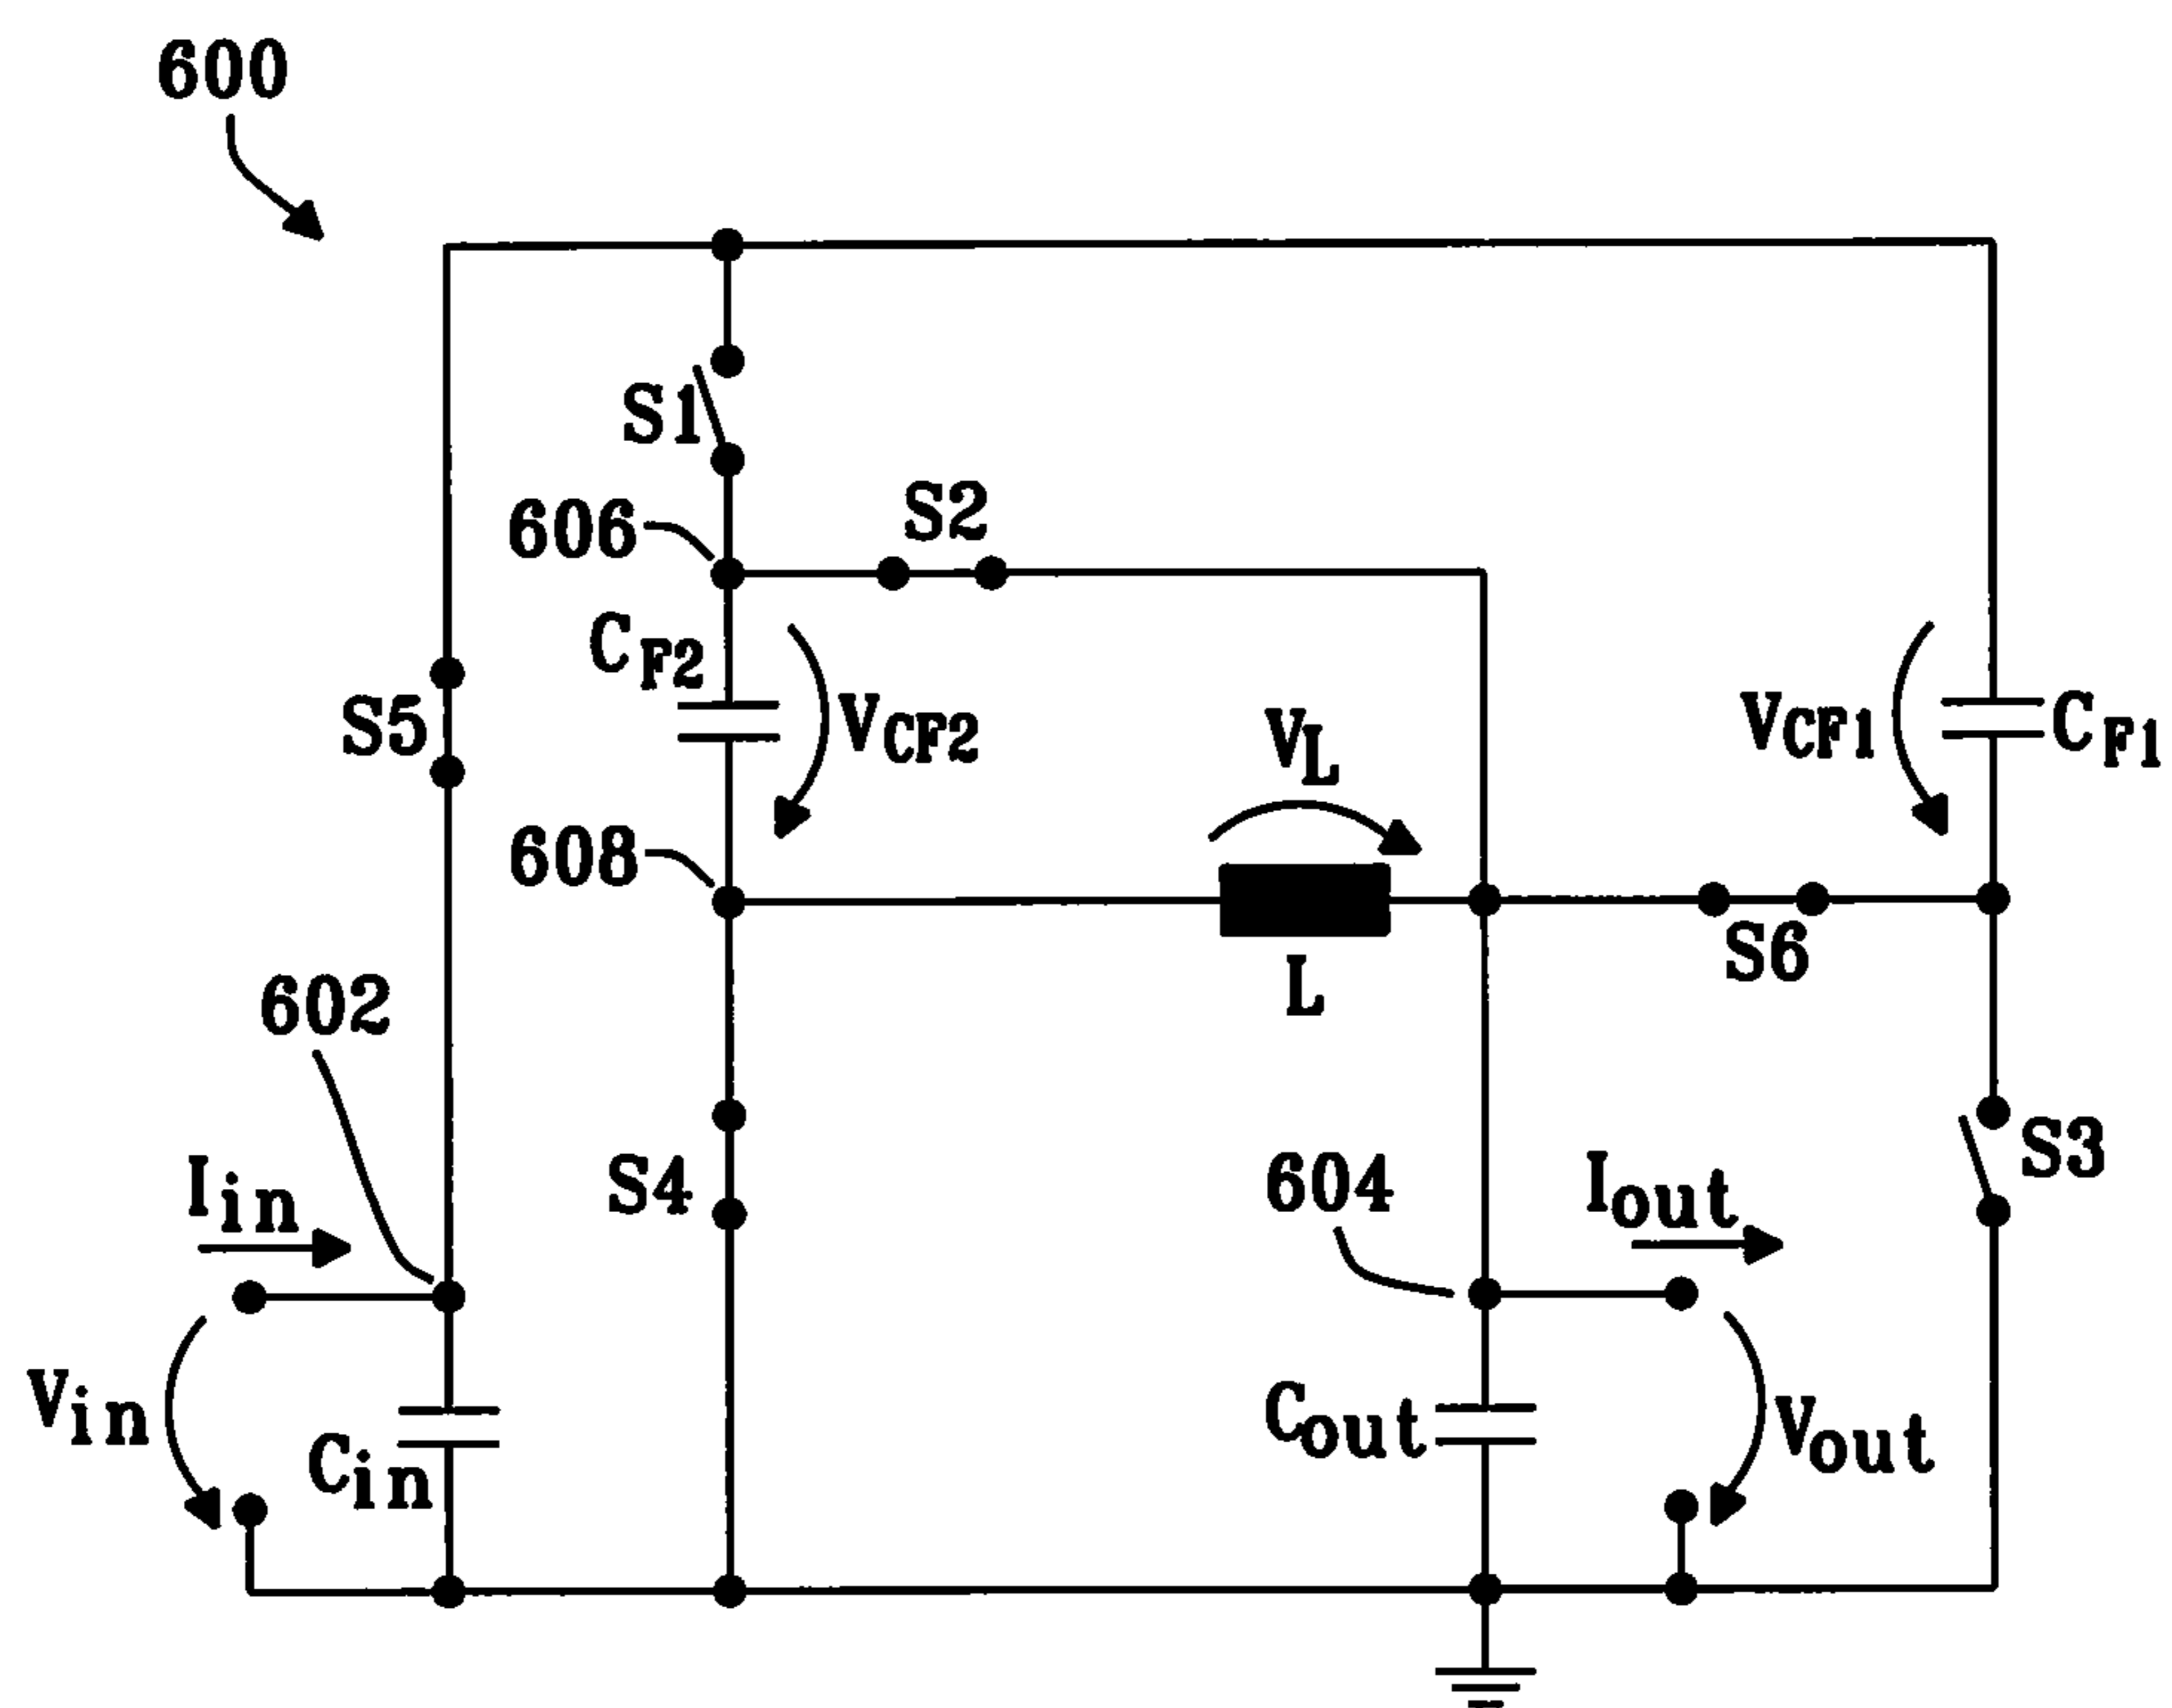 600
S1
606
S2
CF2
S5
VCF2
VL
VCF1
CF1
608
S6
L
602
Iin
S4
604
Iout
S3
Vin
Cin
Cout
Vout